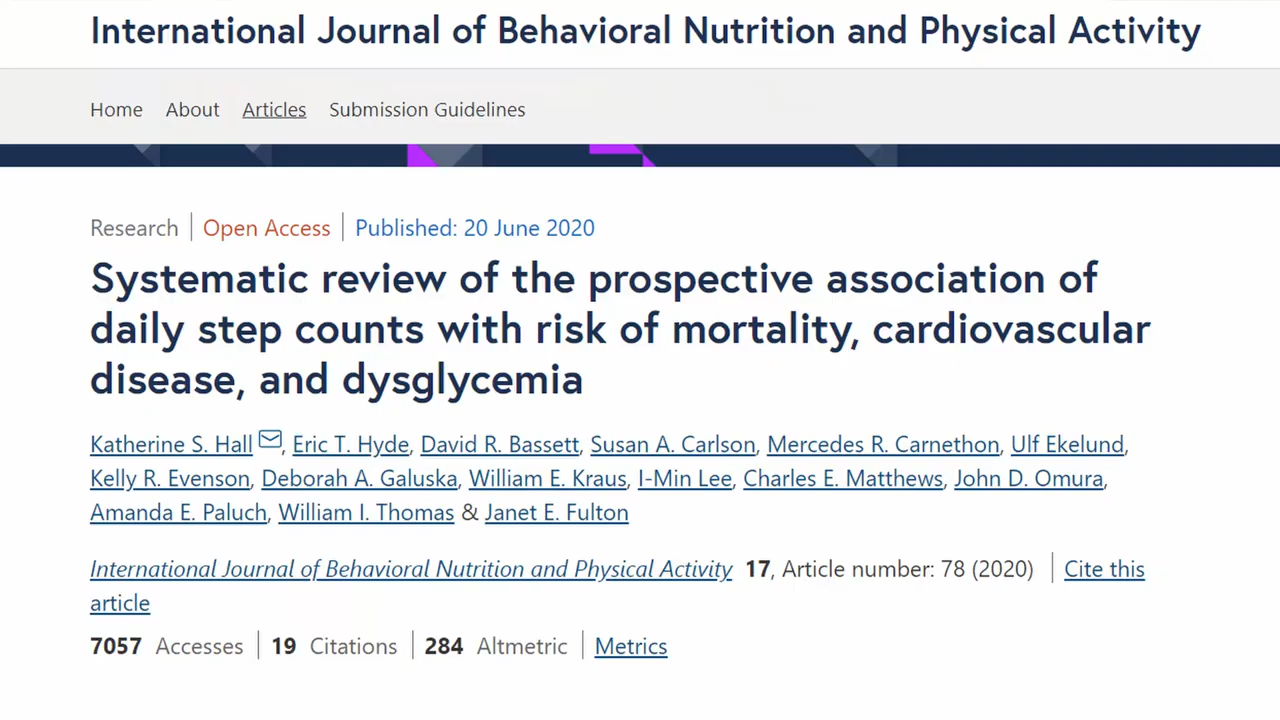 International Journal of Behavioral Nutrition and Physical Activity
Home About Articles Submission Guidelines
Research Open Access Published: 20 June 2020
Systematic review of the prospective association of
daily step counts with risk of mortality, cardiovascular
disease, and dysglycemia
Katherine S. Hall, Eric T. Hyde, David R. Bassett, Susan A. Carlson, Mercedes R. Carnethon, Ulf Ekelund,
Kelly R. Evenson, Deborah A. Galuska, William E. Kraus, I-Min Lee, Charles E. Matthews, John D. Omura,
Amanda E. Paluch, William I. Thomas & Janet E. Fulton
International Journal of Behavioral Nutrition and Physical Activity 17, Article number: 78 (2020) Cite this
article
7057 Accesses 19 Citations 284 Altmetric Metrics